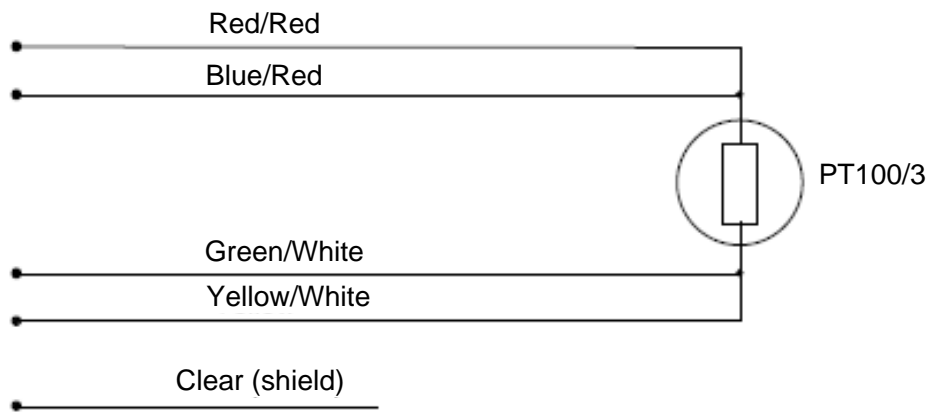 Red/Red
Blue/Red
PT100/3
Green/White
Yellow/White
Clear (shield)